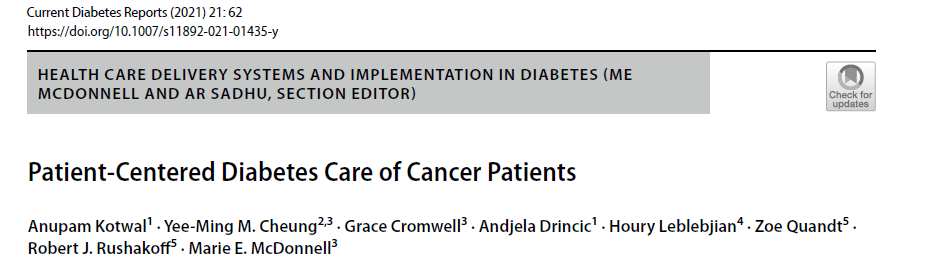 Current Diabetes Reports (2021) 21: 62
https://doi.org/10.1007/s11892-021-01435-y
HEALTH CARE DELIVERY SYSTEMS AND IMPLEMENTATION IN DIABETES (ME
MCDONNELL AND AR SADHU, SECTION EDITOR)
Check for
updates
Patient-Centered Diabetes Care of Cancer Patients
Anupam Kotwal¹ · Yee-Ming M. Cheung²,³ · Grace Cromwell³ · Andjela Drincic¹ · Houry Leblebjian⁴ · Zoe Quandt⁵ ·
Robert J. Rushakoff⁵ · Marie E. McDonnell³